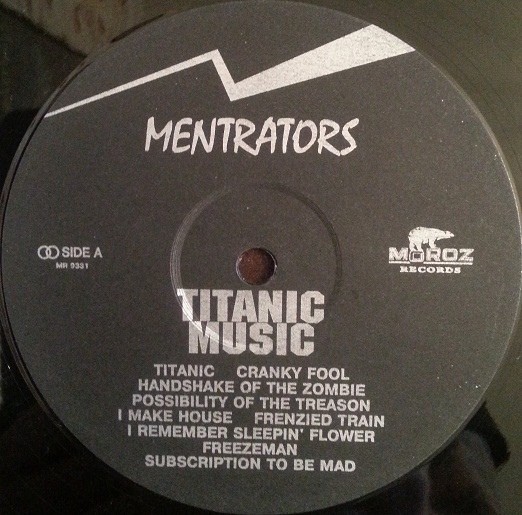 MENTRATORS
SIDE A
MR 9331
MOROZ
RECORDS
TITANIC
MUSIC
TITANIC CRANKY FOOL
HANDSHAKE OF THE ZOMBIE
POSSIBILITY OF THE TREASON
I MAKE HOUSE FRENZIED TRAIN
I REMEMBER SLEEPIN' FLOWER
FREEZEMAN
SUBSCRIPTION TO BE MAD